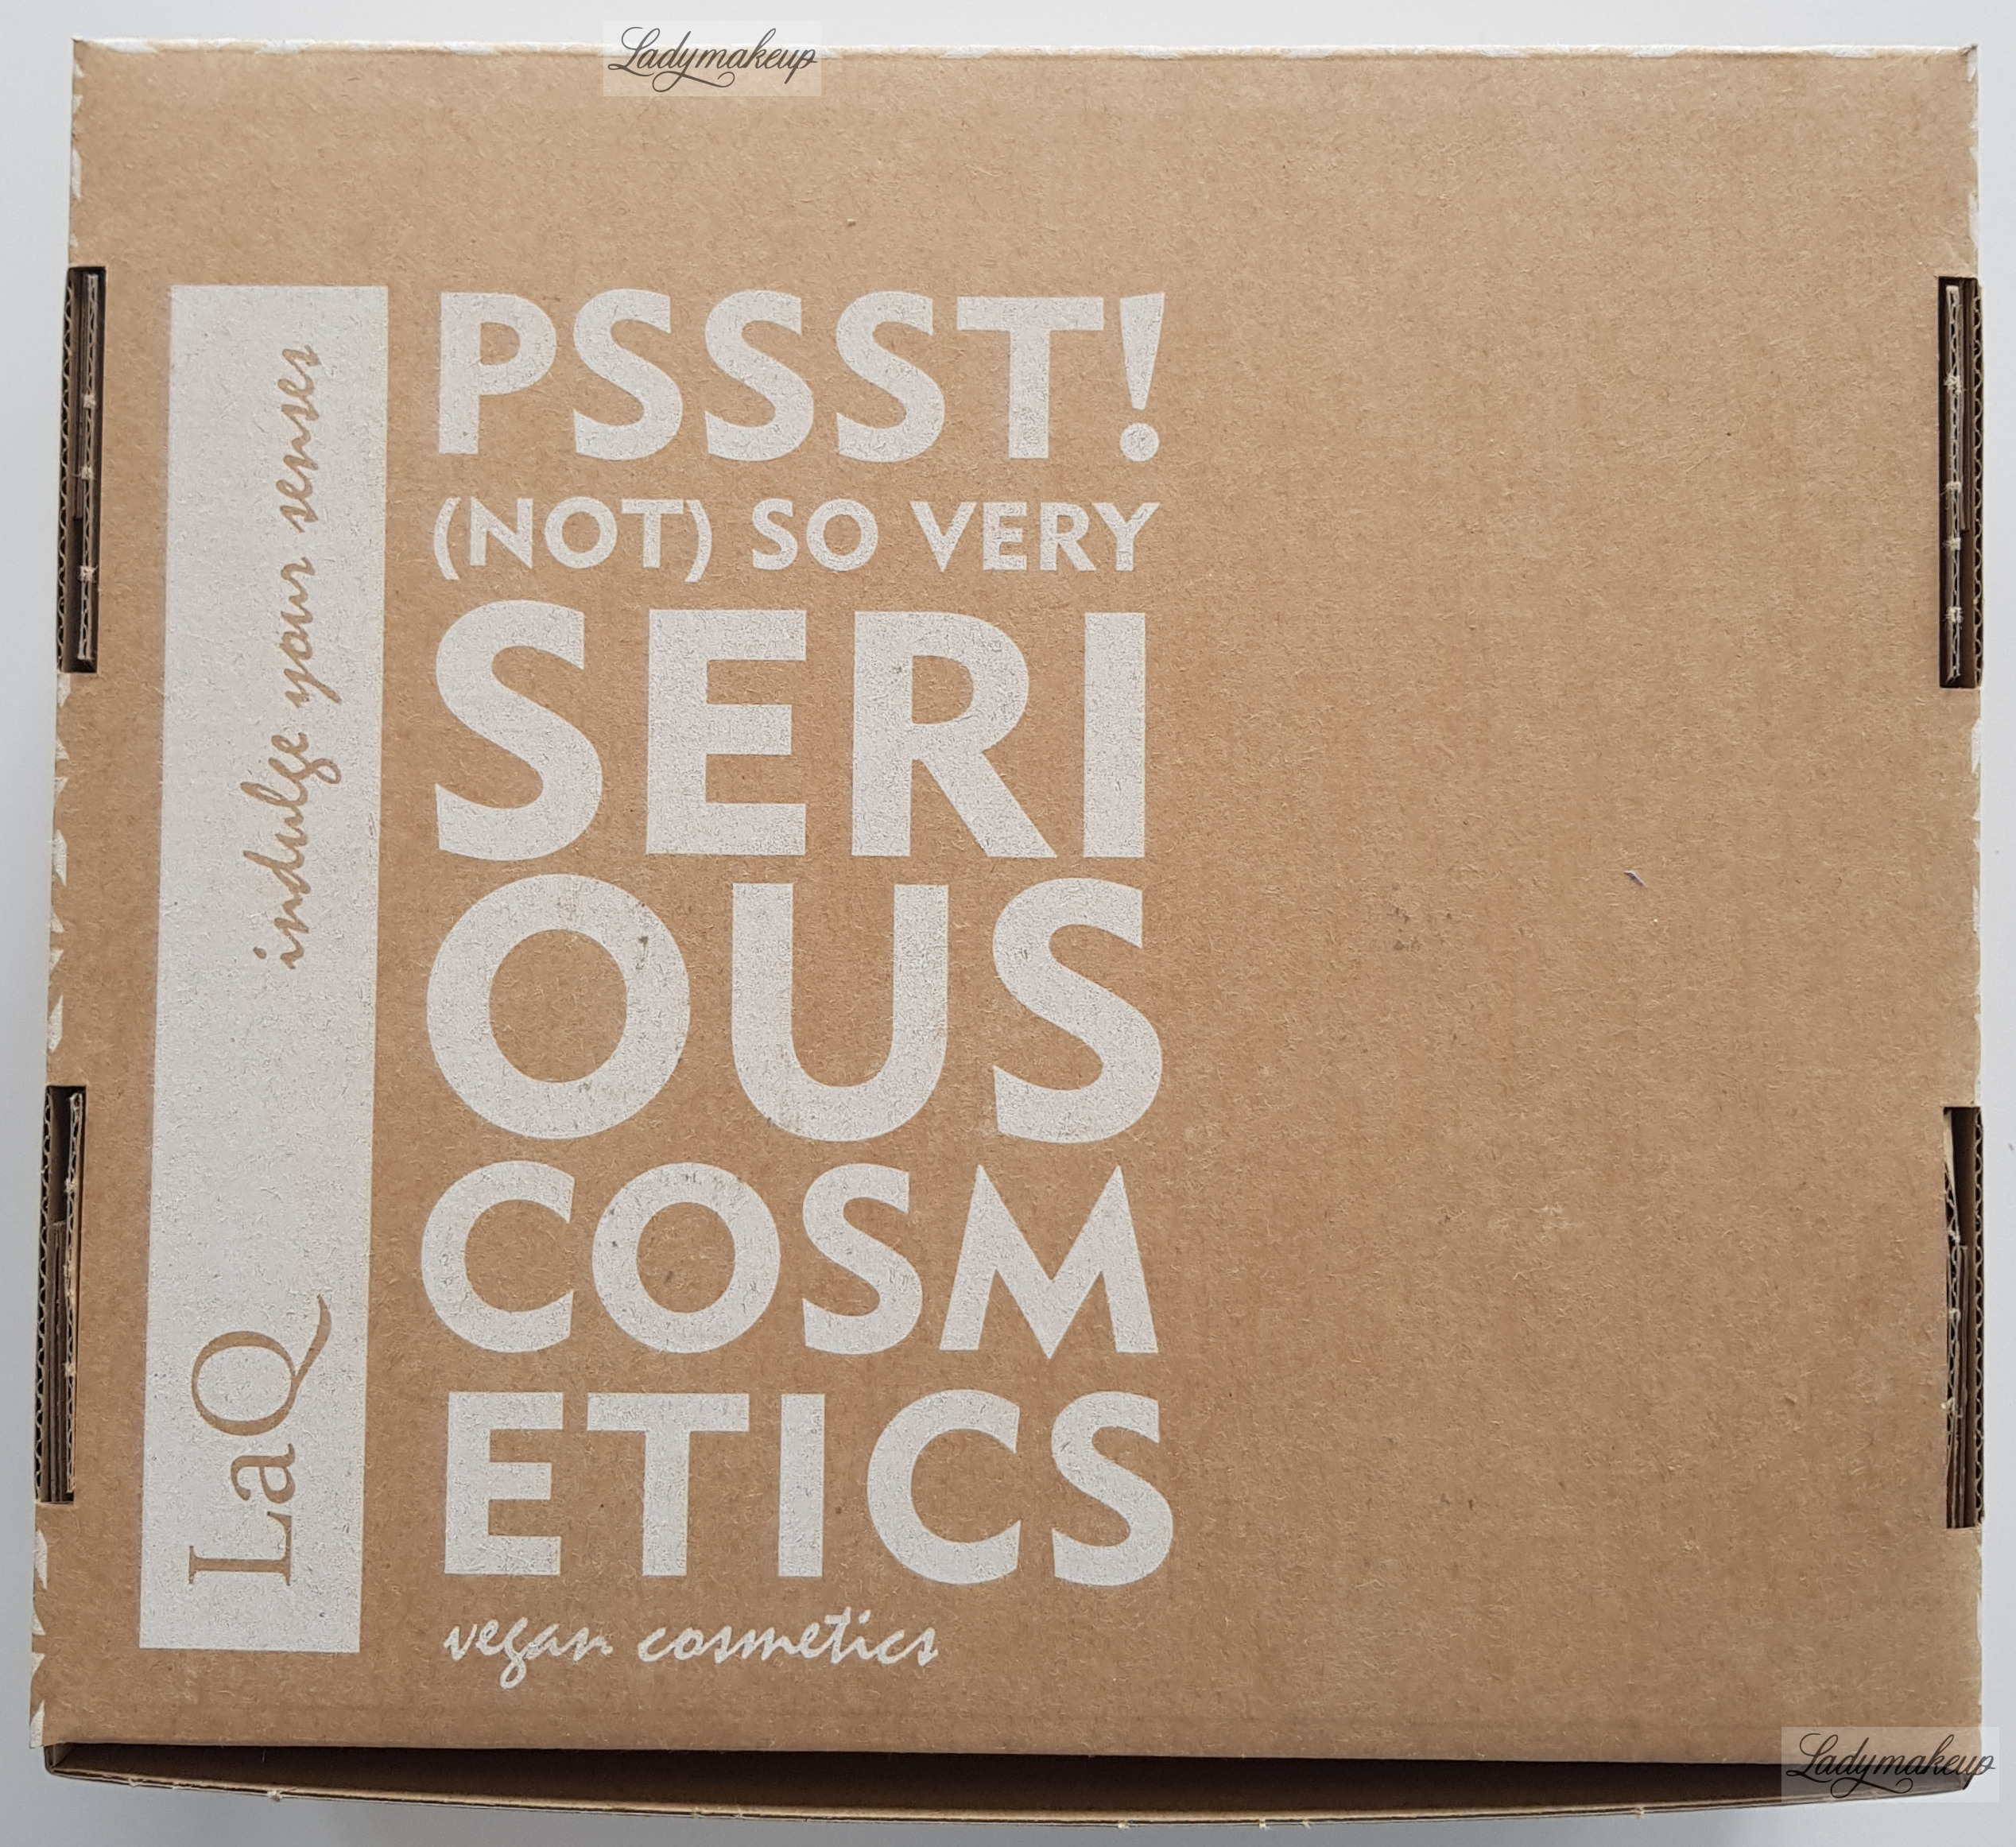 Ladymakeup
PSSST!
(NOT) SO VERY
SERI
OUS
COSM
ETICS
vegan cosmetics
LaQ
indulge your senses
Ladymakeup